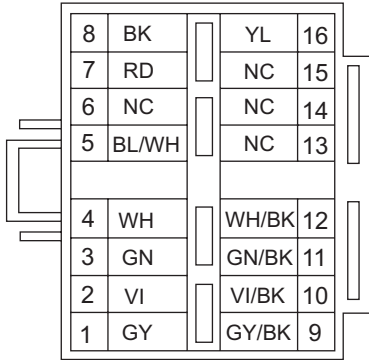 8 BK YL 16
7 RD NC 15
6 NC NC 14
5 BL/WH NC 13
4 WH WH/BK 12
3 GN GN/BK 11
2 VI VI/BK 10
1 GY GY/BK 9